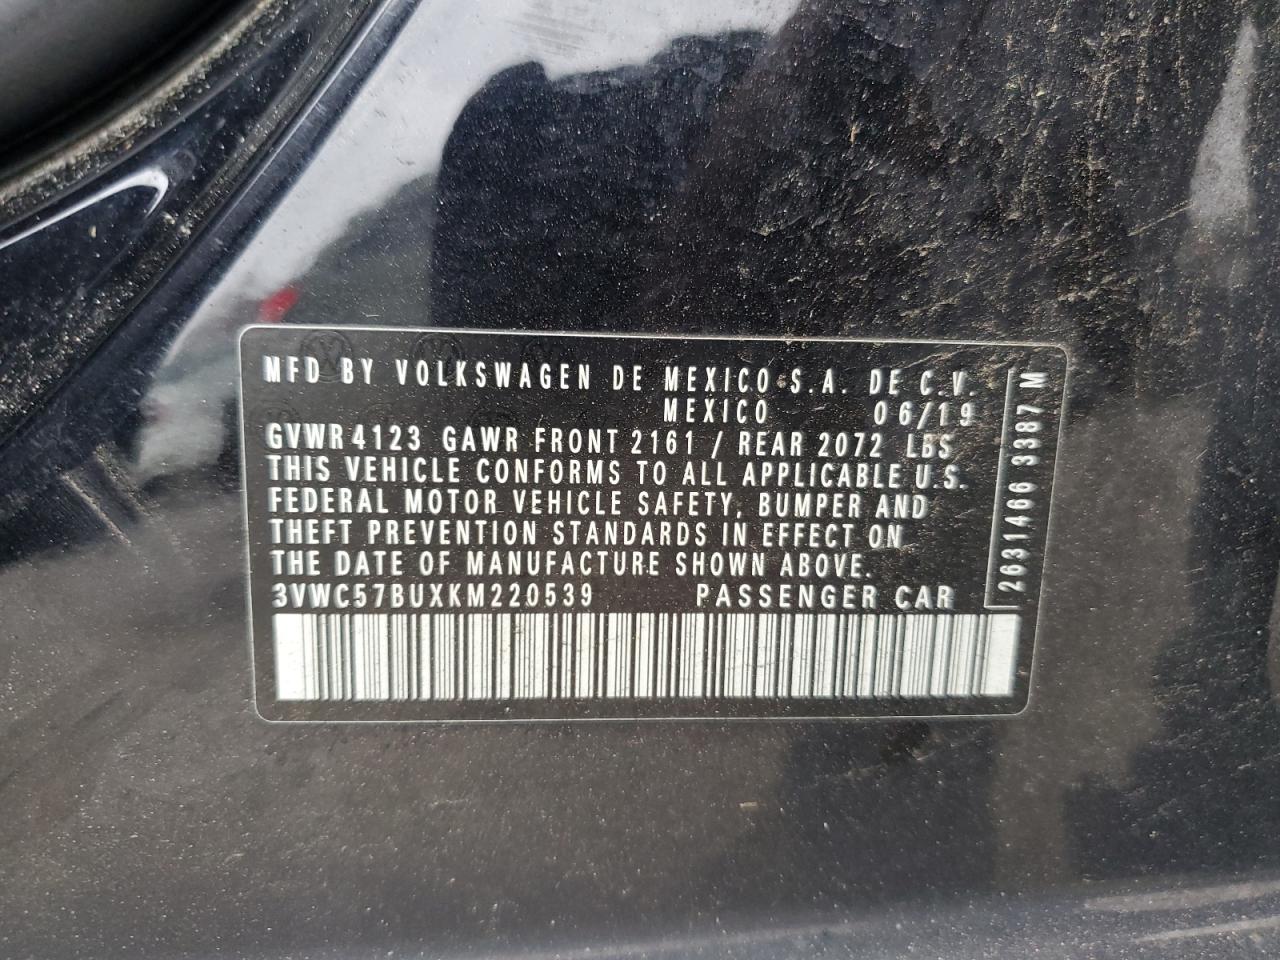 MFD BY VOLKSWAGEN DE MEXICO S.A. DE C.V.
MEXICO 06/19
GVWR 4123 GAWR FRONT 2161 / REAR 2072 LBS
THIS VEHICLE CONFORMS TO ALL APPLICABLE U.S.
FEDERAL MOTOR VEHICLE SAFETY, BUMPER AND
THEFT PREVENTION STANDARDS IN EFFECT ON
THE DATE OF MANUFACTURE SHOWN ABOVE.
3VWC57BUXKM220539 PASSENGER CAR
2631466 3387 M